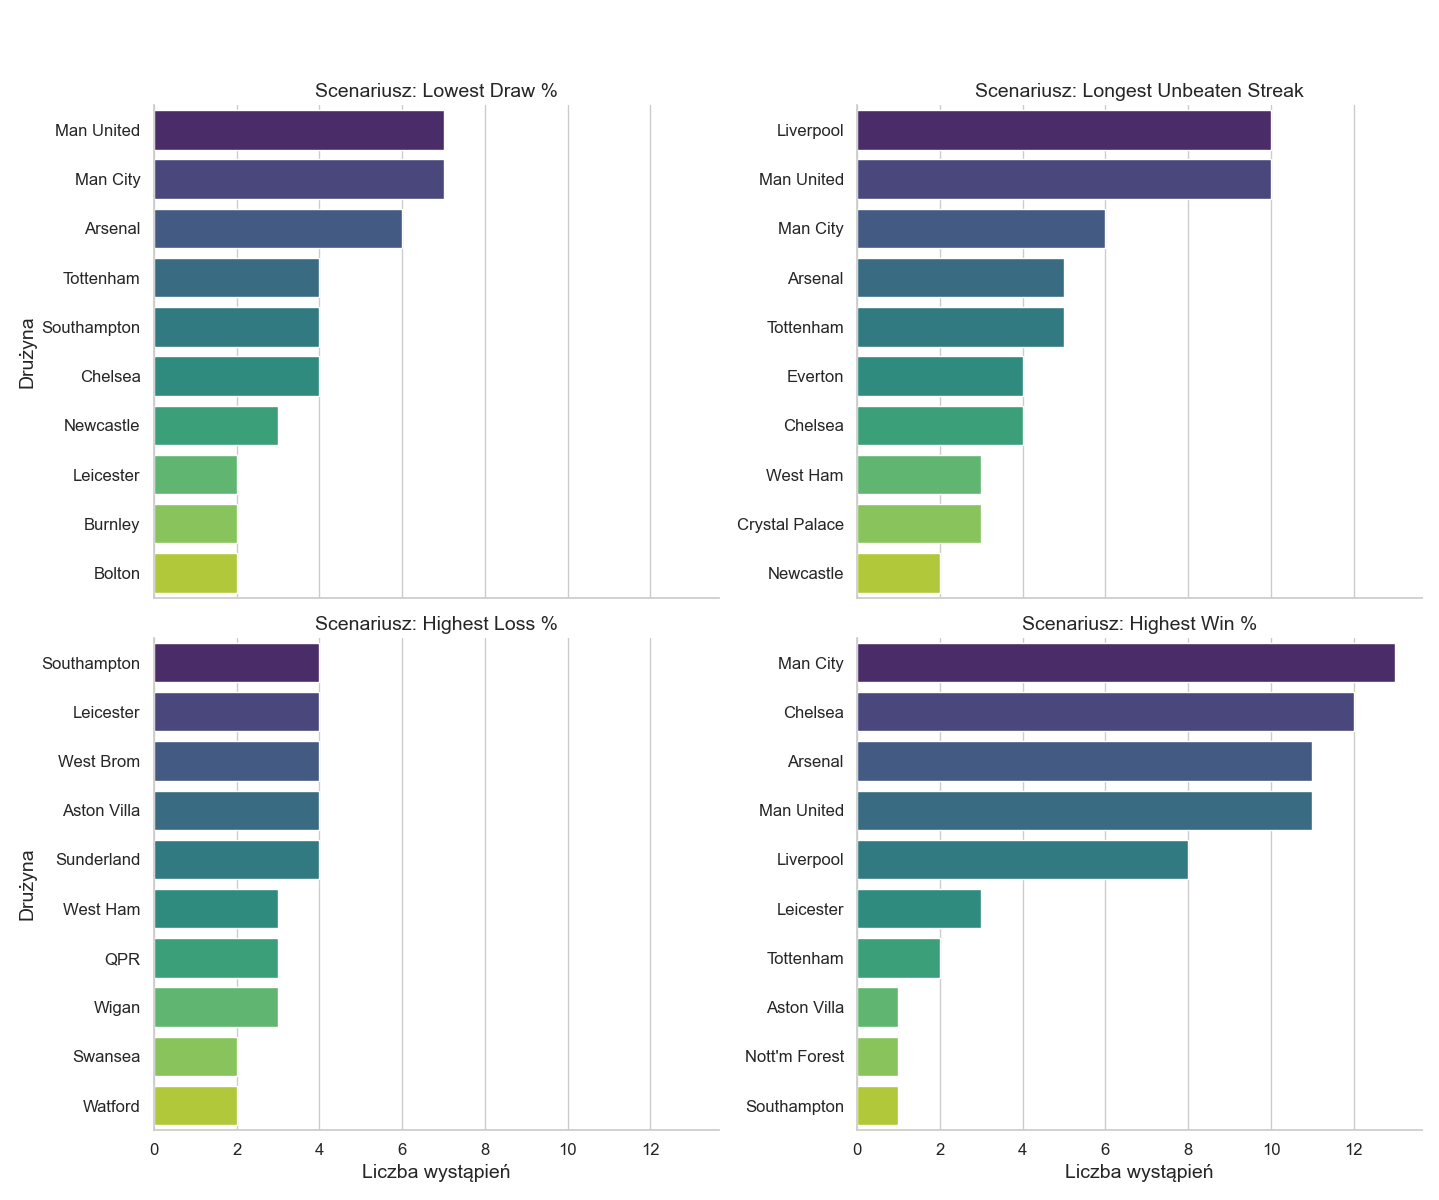 Scenariusz: Lowest Draw %
Drużyna
Man United
Man City
Arsenal
Tottenham
Southampton
Chelsea
Newcastle
Leicester
Burnley
Bolton
Scenariusz: Longest Unbeaten Streak
Liverpool
Man United
Man City
Arsenal
Tottenham
Everton
Chelsea
West Ham
Crystal Palace
Newcastle
Scenariusz: Highest Loss %
Drużyna
Southampton
Leicester
West Brom
Aston Villa
Sunderland
West Ham
QPR
Wigan
Swansea
Watford
0 2 4 6 8 10 12
Liczba wystąpień
Scenariusz: Highest Win %
Man City
Chelsea
Arsenal
Man United
Liverpool
Leicester
Tottenham
Aston Villa
Nott'm Forest
Southampton
0 2 4 6 8 10 12
Liczba wystąpień